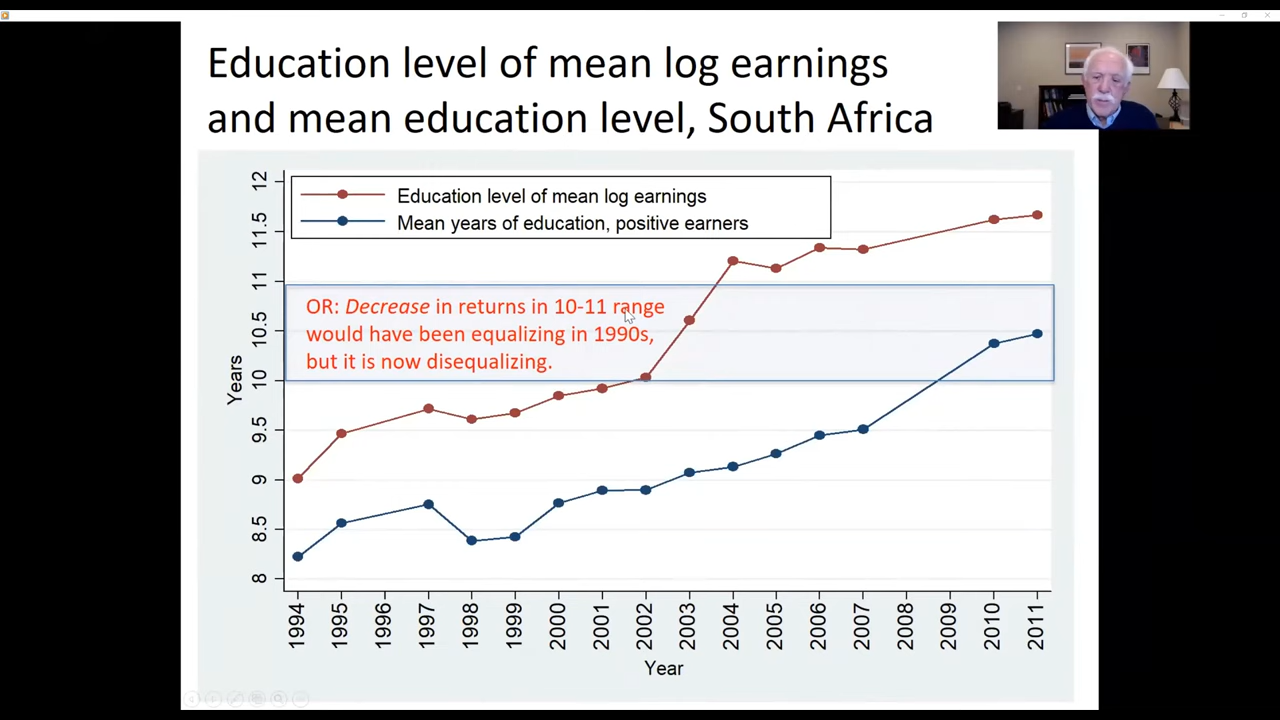 Education level of mean log earnings
and mean education level, South Africa
Education level of mean log earnings
Mean years of education, positive earners
OR: Decrease in returns in 10-11 range
would have been equalizing in 1990s,
but it is now disequalizing.
Years
12
11.5
11
10.5
10
9.5
9
8.5
8
1994 1995 1996 1997 1998 1999 2000 2001 2002 2003 2004 2005 2006 2007 2008 2009 2010 2011
Year